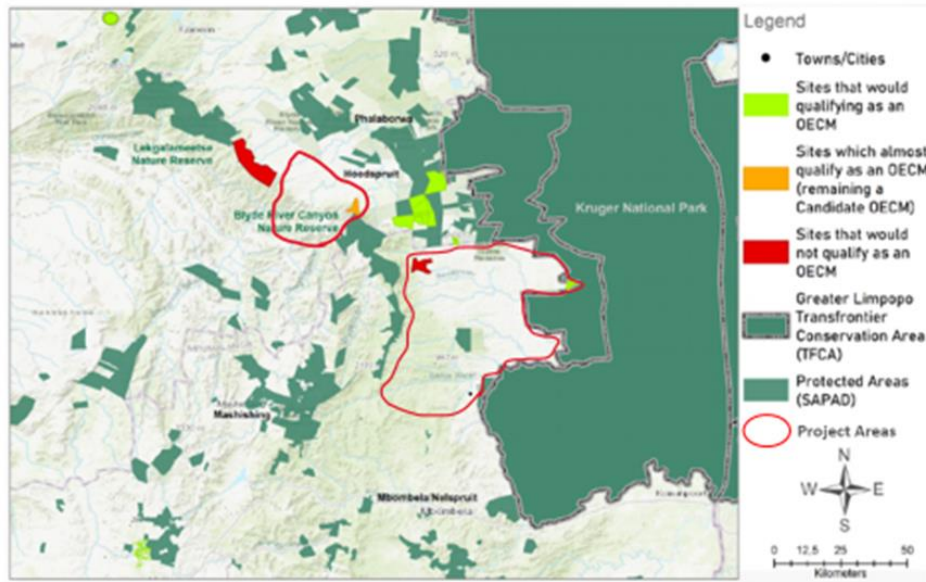 Tzaneen
Phalaborwa
Lekgalameetse
Nature Reserve
Hoedspruit
Blyde River Canyon
Nature Reserve
Kruger National Park
Mashishing
Mbombela/Nelspruit
Mbombela
Legend
Towns/Cities
Sites that would
qualifying as an
OECM
Sites which almost
qualify as an OECM
(remaining a
Candidate OECM)
Sites that would
not qualify as an
OECM
Greater Limpopo
Transfrontier
Conservation Area
(TFCA)
Protected Areas
(SAPAD)
Project Areas
N
W E
S
0 12.5 25 50
Kilometers